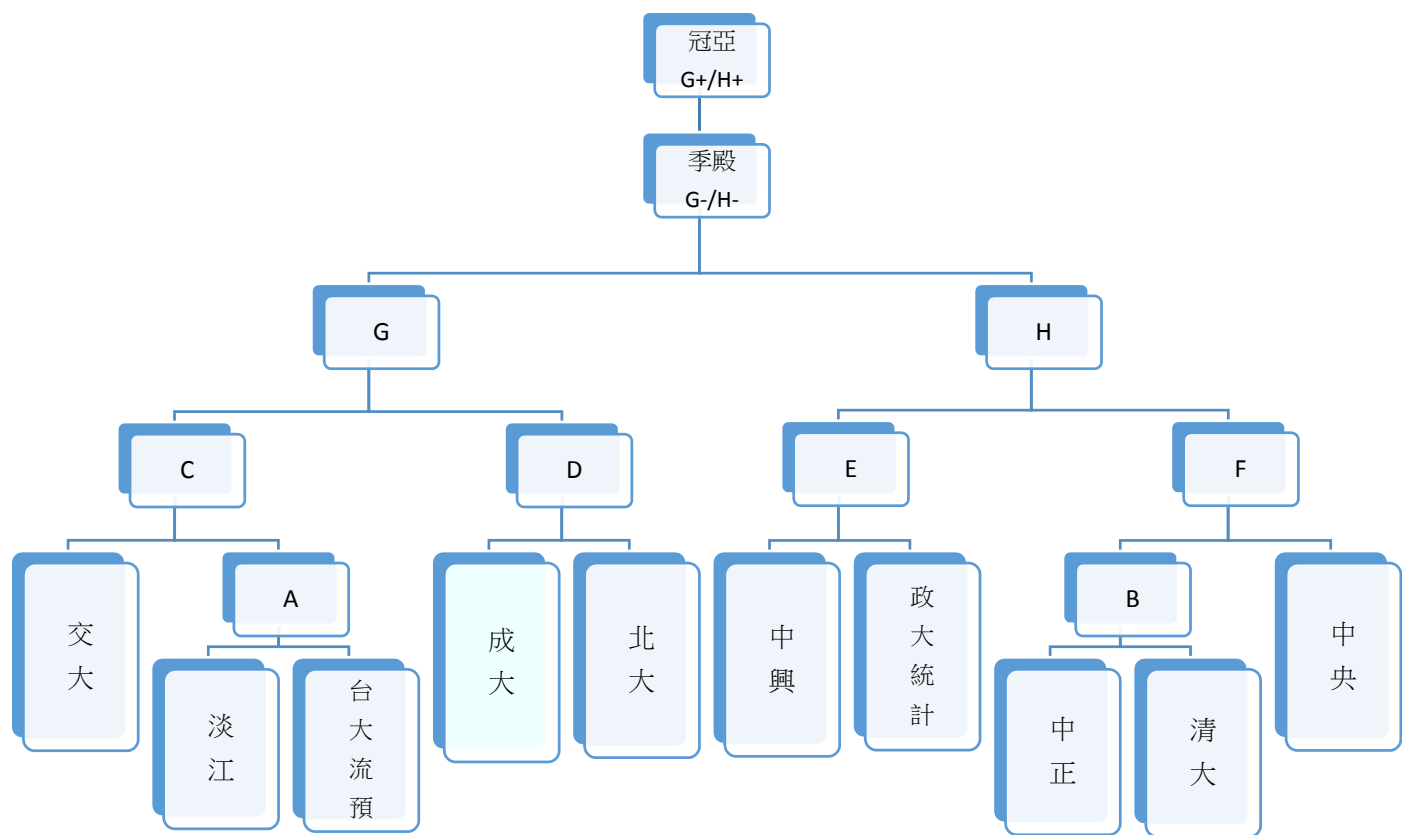 冠亞
G+/H+
季殿
G-/H-
G
H
C
D
E
F
交大
A
成大
北大
中興
政大統計
B
中央
淡江
台大流預
中正
清大